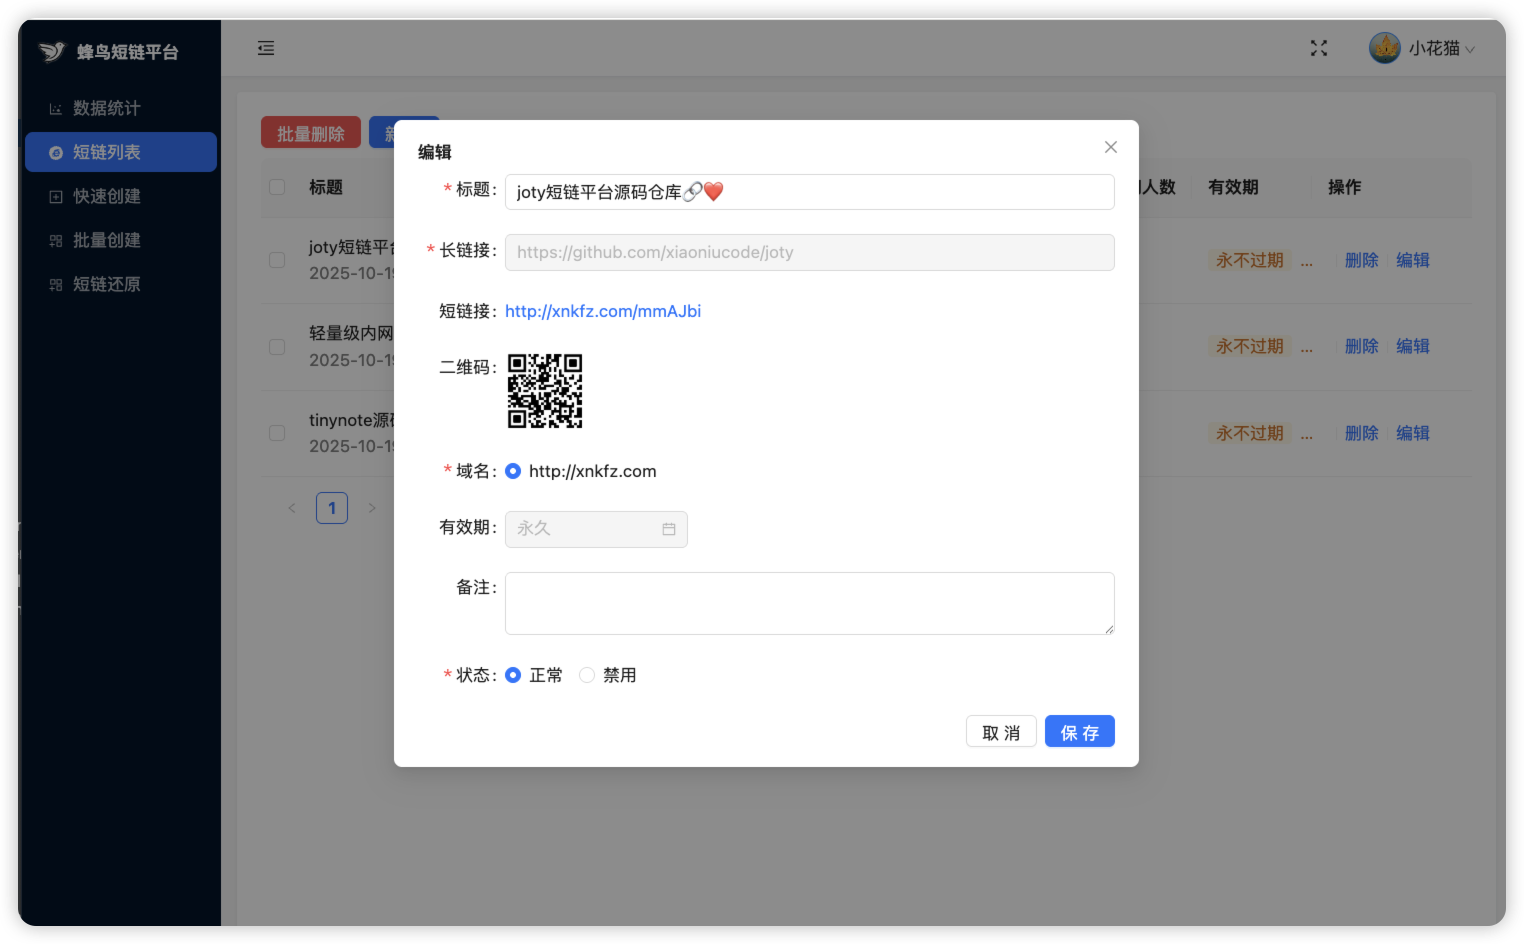 蜂鸟短链平台
小花猫
数据统计
短链列表
快速创建
批量创建
短链还原
批量删除
标题
人数
有效期
操作
joty短链平台
2025-10-19
永不过期
...
删除
编辑
轻量级内网
2025-10-19
永不过期
...
删除
编辑
tinynote源码
2025-10-19
永不过期
...
删除
编辑
1
编辑
* 标题: joty短链平台源码仓库🔗❤️
* 长链接: https://github.com/xiaoniucode/joty
短链接: http://xnkfz.com/mmAJbi
二维码:
* 域名: http://xnkfz.com
有效期: 永久
备注:
* 状态: 正常 禁用
取 消
保 存